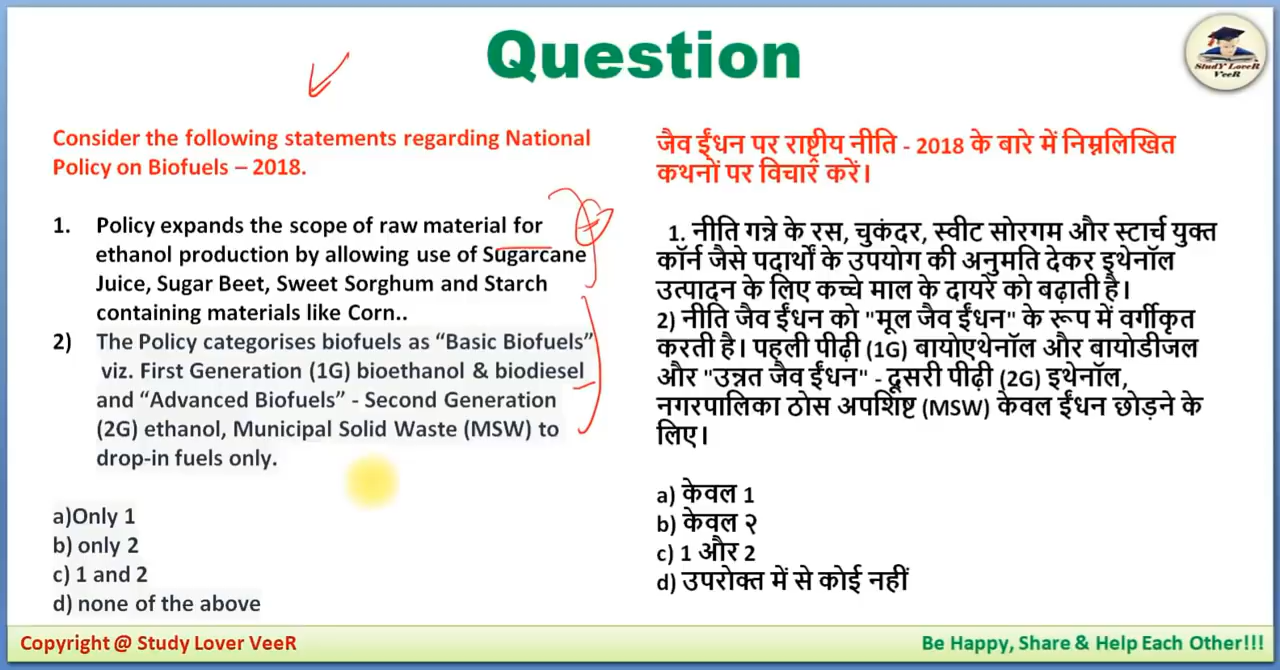 Question
StudY LoveR
VeeR
Consider the following statements regarding National
Policy on Biofuels – 2018.
1. Policy expands the scope of raw material for
ethanol production by allowing use of Sugarcane
Juice, Sugar Beet, Sweet Sorghum and Starch
containing materials like Corn..
2) The Policy categorises biofuels as “Basic Biofuels”
viz. First Generation (1G) bioethanol & biodiesel
and “Advanced Biofuels” - Second Generation
(2G) ethanol, Municipal Solid Waste (MSW) to
drop-in fuels only.
a)Only 1
b) only 2
c) 1 and 2
d) none of the above
जैव ईंधन पर राष्ट्रीय नीति - 2018 के बारे में निम्नलिखित
कथनों पर विचार करें।
1. नीति गन्ने के रस, चुकंदर, स्वीट सोरगम और स्टार्च युक्त
कॉर्न जैसे पदार्थों के उपयोग की अनुमति देकर इथेनॉल
उत्पादन के लिए कच्चे माल के दायरे को बढ़ाती है।
2) नीति जैव ईंधन को "मूल जैव ईंधन" के रूप में वर्गीकृत
करती है। पहली पीढ़ी (1G) बायोएथेनॉल और बायोडीजल
और "उन्नत जैव ईंधन" - दूसरी पीढ़ी (2G) इथेनॉल,
नगरपालिका ठोस अपशिष्ट (MSW) केवल ईंधन छोड़ने के
लिए।
a) केवल 1
b) केवल २
c) 1 और 2
d) उपरोक्त में से कोई नहीं
Copyright @ Study Lover VeeR
Be Happy, Share & Help Each Other!!!